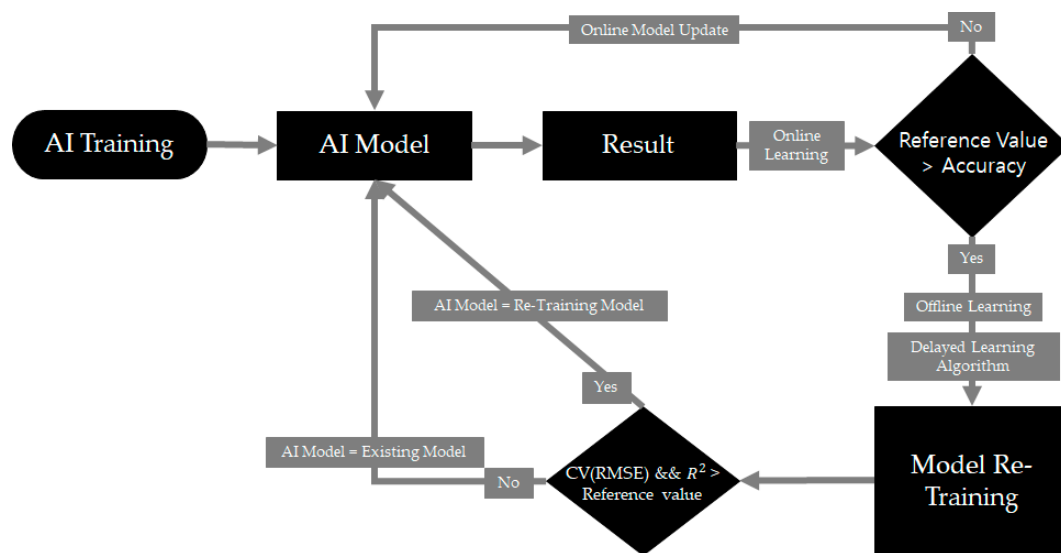 Online Model Update
No
AI Training
AI Model
Result
Online
Learning
Reference Value
> Accuracy
Yes
Offline Learning
Delayed Learning
Algorithm
AI Model = Re-Training Model
Yes
AI Model = Existing Model
No
CV(RMSE) && R² >
Reference value
Model Re-
Training